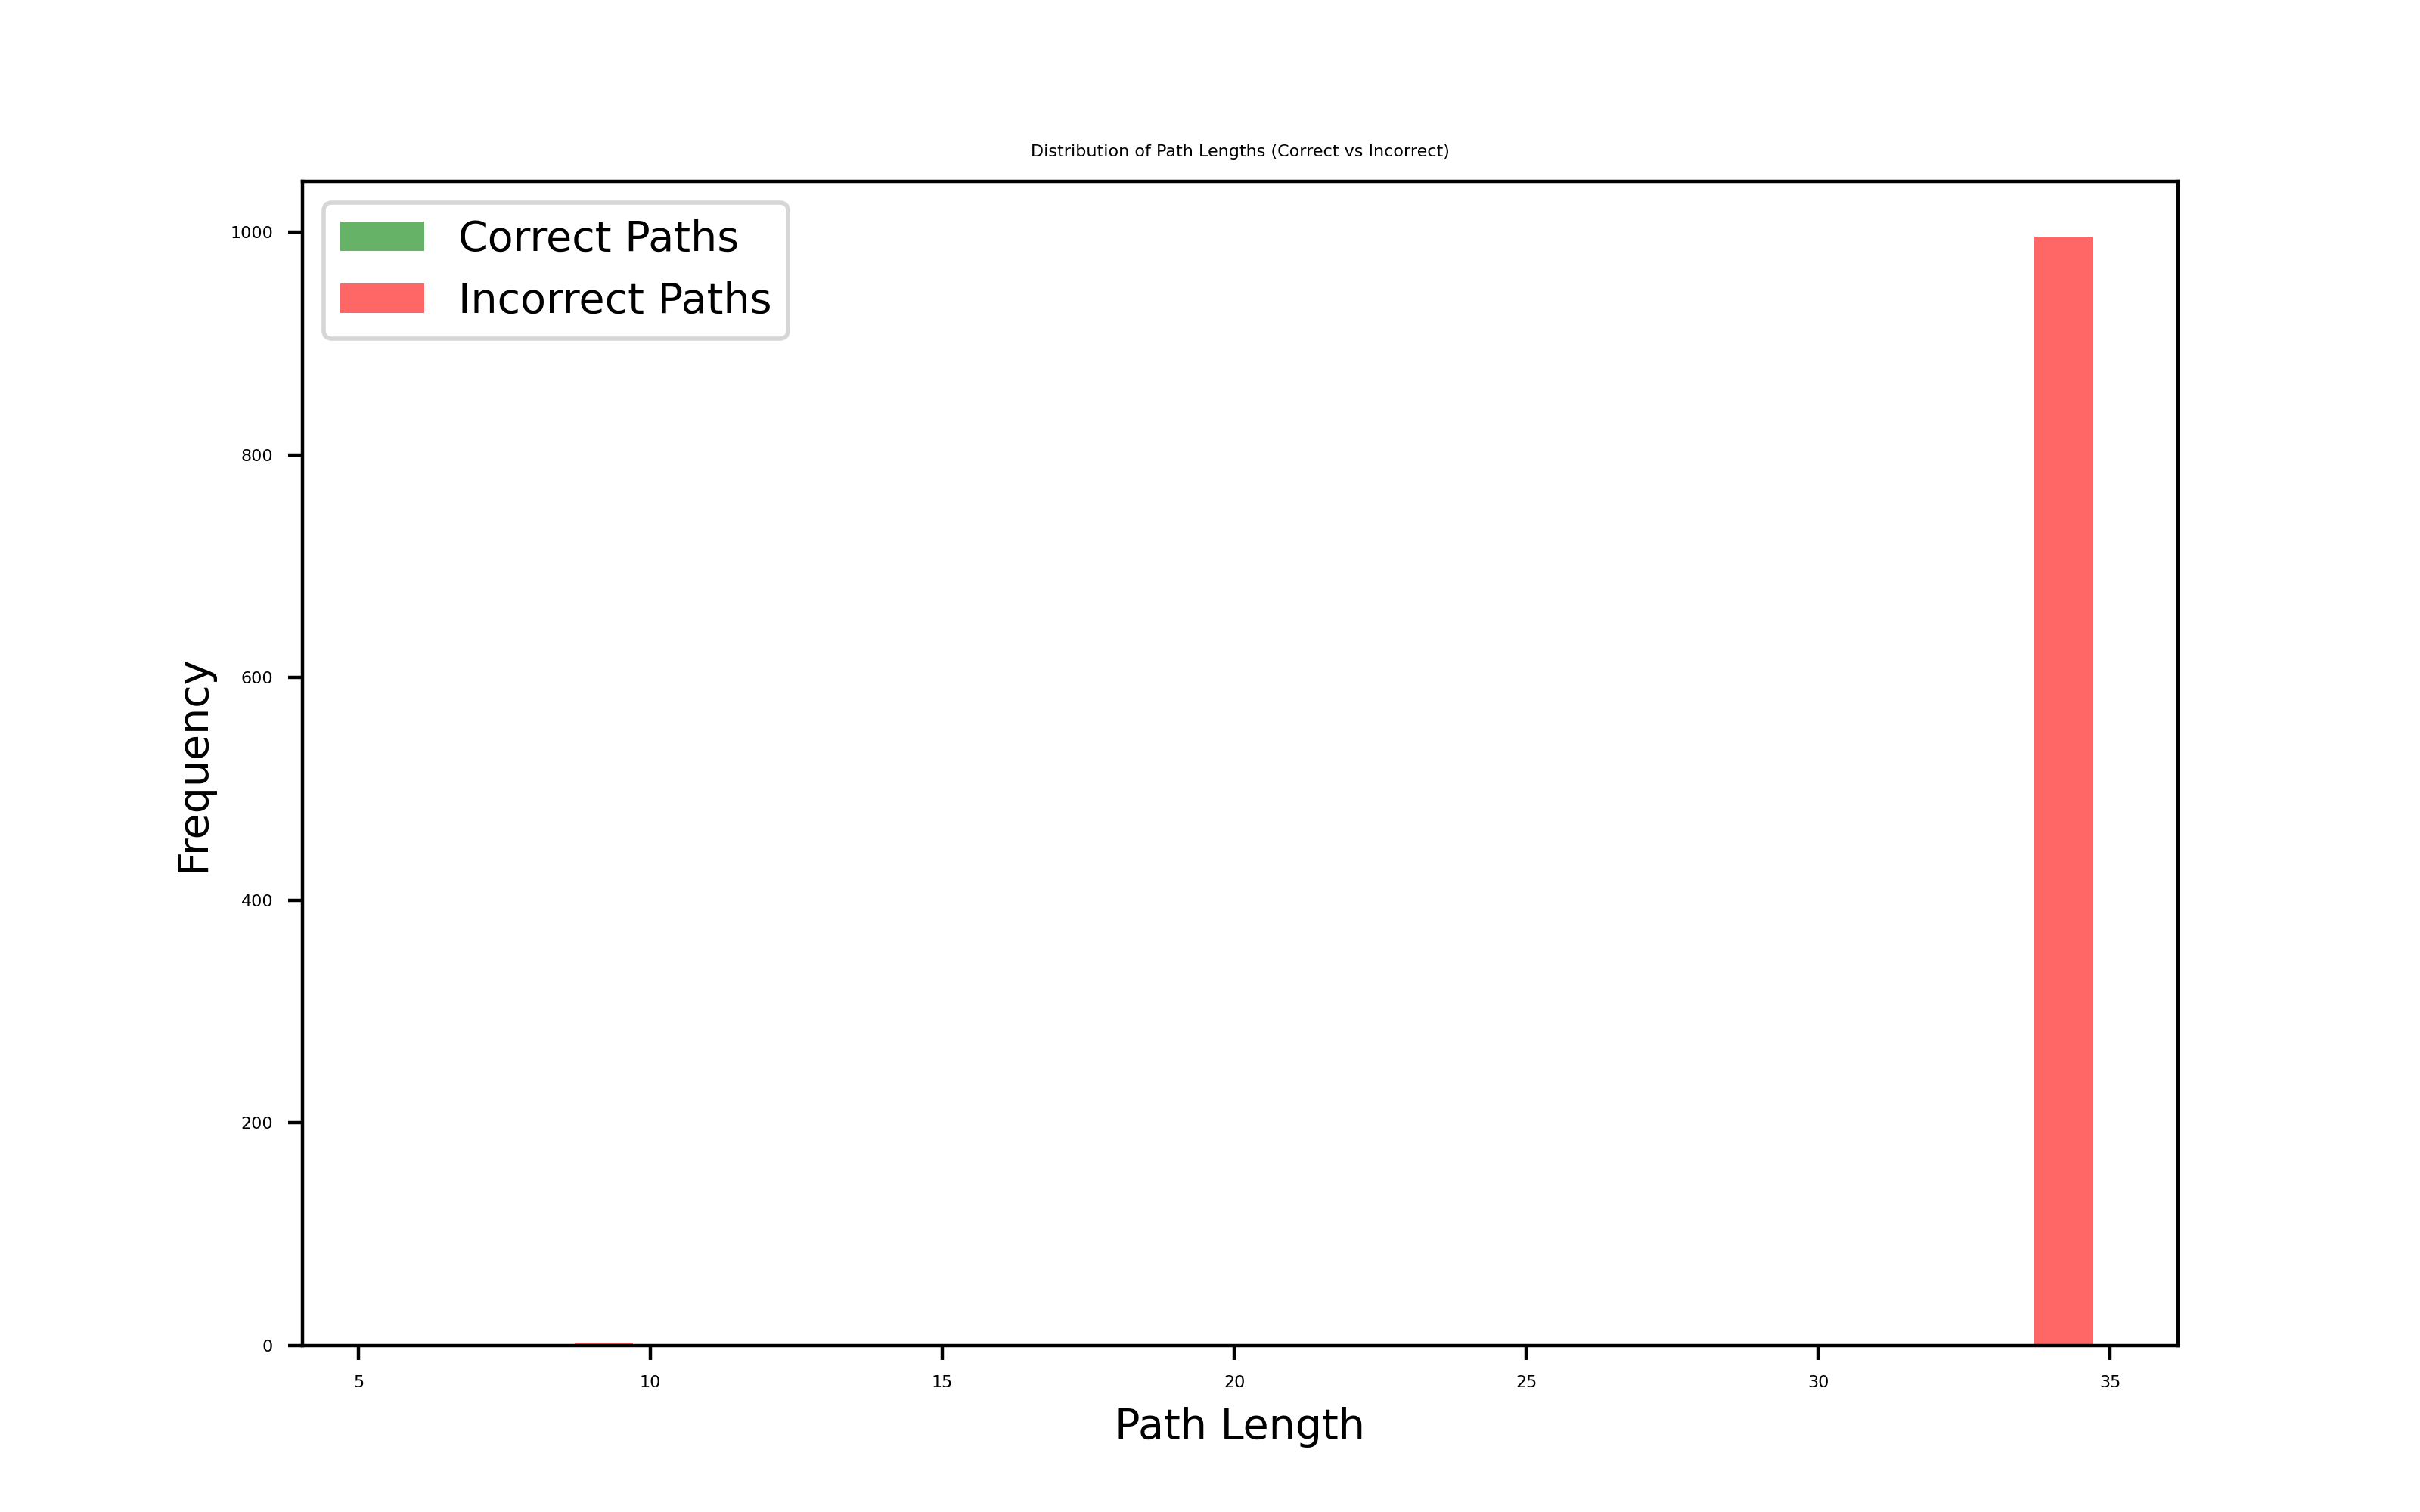 Distribution of Path Lengths (Correct vs Incorrect)
Correct Paths
Incorrect Paths
1000
800
600
400
200
0
Frequency
5 10 15 20 25 30 35
Path Length